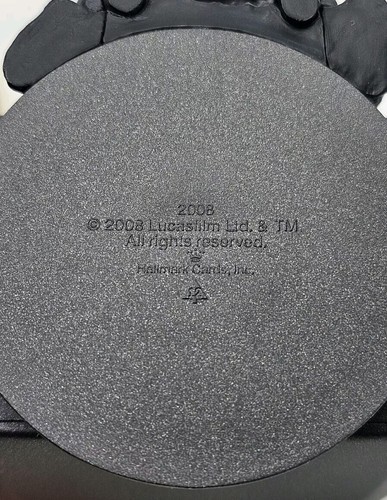 2008
© 2008 Lucasfilm Ltd. & TM
All rights reserved.
Hallmark Cards, Inc.